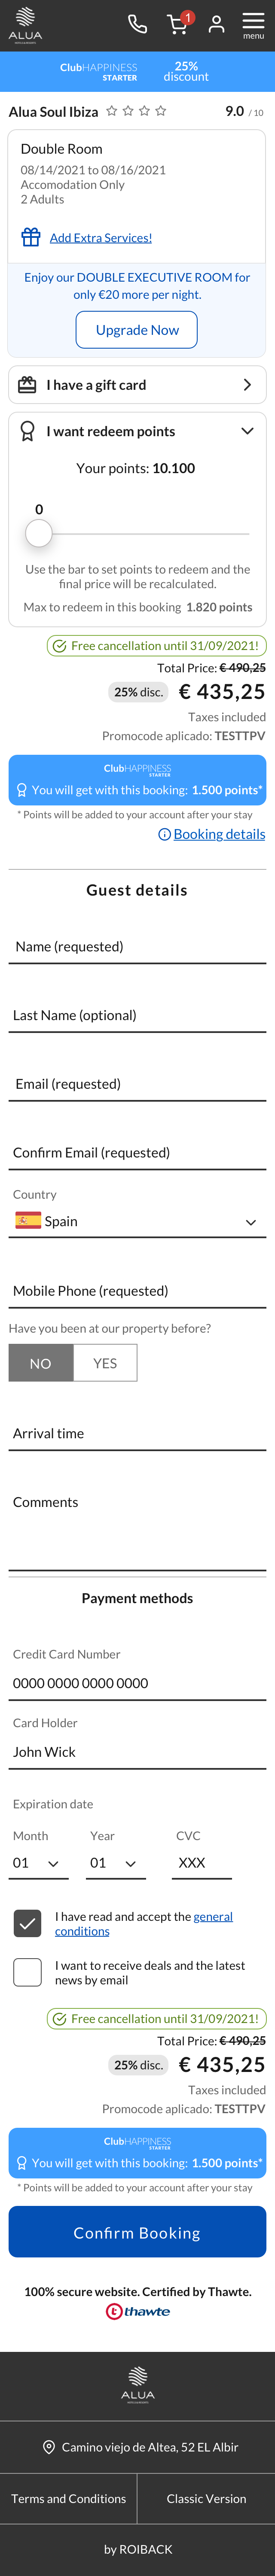 ALUA
1
menu
ClubHAPPINESS
STARTER
25%
discount
Alua Soul Ibiza
9.0 / 10
Double Room
08/14/2021 to 08/16/2021
Accomodation Only
2 Adults
Add Extra Services!
Enjoy our DOUBLE EXECUTIVE ROOM for
only €20 more per night.
Upgrade Now
I have a gift card
I want redeem points
Your points: 10.100
0
Use the bar to set points to redeem and the
final price will be recalculated.
Max to redeem in this booking 1.820 points
Free cancellation until 31/09/2021!
Total Price: € 490,25
25% disc. € 435,25
Taxes included
Promocode aplicado: TESTTPV
ClubHAPPINESS
STARTER
You will get with this booking: 1.500 points*
* Points will be added to your account after your stay
Booking details
Guest details
Name (requested)
Last Name (optional)
Email (requested)
Confirm Email (requested)
Country
Spain
Mobile Phone (requested)
Have you been at our property before?
NO YES
Arrival time
Comments
Payment methods
Credit Card Number
0000 0000 0000 0000
Card Holder
John Wick
Expiration date
Month Year CVC
01 01 XXX
I have read and accept the general
conditions
I want to receive deals and the latest
news by email
Free cancellation until 31/09/2021!
Total Price: € 490,25
25% disc. € 435,25
Taxes included
Promocode aplicado: TESTTPV
ClubHAPPINESS
STARTER
You will get with this booking: 1.500 points*
* Points will be added to your account after your stay
Confirm Booking
100% secure website. Certified by Thawte.
thawte
ALUA
Camino viejo de Altea, 52 EL Albir
Terms and Conditions Classic Version
by ROIBACK